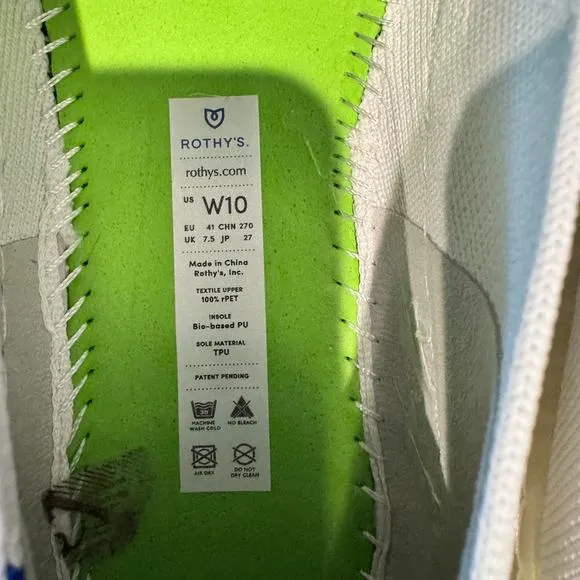 ROTHY'S.
rothys.com
US W10
EU 41 CHN 270
UK 7.5 JP 27
Made in China
Rothy's, Inc.
TEXTILE UPPER
100% rPET
INSOLE
Bio-based PU
SOLE MATERIAL
TPU
PATENT PENDING
30
MACHINE WASH COLD
NO BLEACH
AIR DRY
DO NOT DRY CLEAN